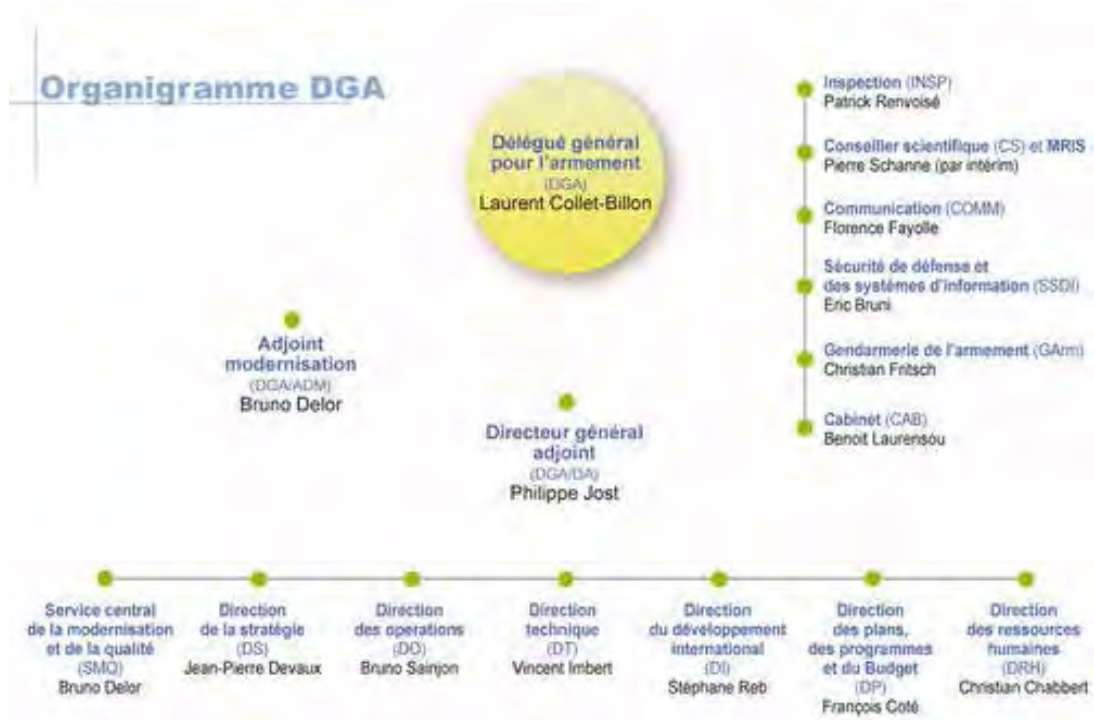 Organigramme DGA
Délégué général
pour l'armement
(DGA)
Laurent Collet-Billon
Inspection (INSP)
Patrick Renvoisé
Conseiller scientifique (CS) et MRIS
Pierre Schanne (par intérim)
Communication (COMM)
Florence Fayolle
Sécurité de défense et
des systèmes d'information (SSDI)
Eric Bruni
Gendarmerie de l'armement (GArm)
Christian Fritsch
Cabinet (CAB)
Benoit Laurensou
Adjoint
modernisation
(DGA/ADM)
Bruno Delor
Directeur général
adjoint
(DGA/DA)
Philippe Jost
Service central
de la modernisation
et de la qualité
(SMQ)
Bruno Delor
Direction
de la stratégie
(DS)
Jean-Pierre Devaux
Direction
des operations
(DO)
Bruno Sainjon
Direction
technique
(DT)
Vincent Imbert
Direction
du développement
international
(DI)
Stéphane Reb
Direction
des plans,
des programmes
et du Budget
(DP)
François Coté
Direction
des ressources
humaines
(DRH)
Christian Chabbert